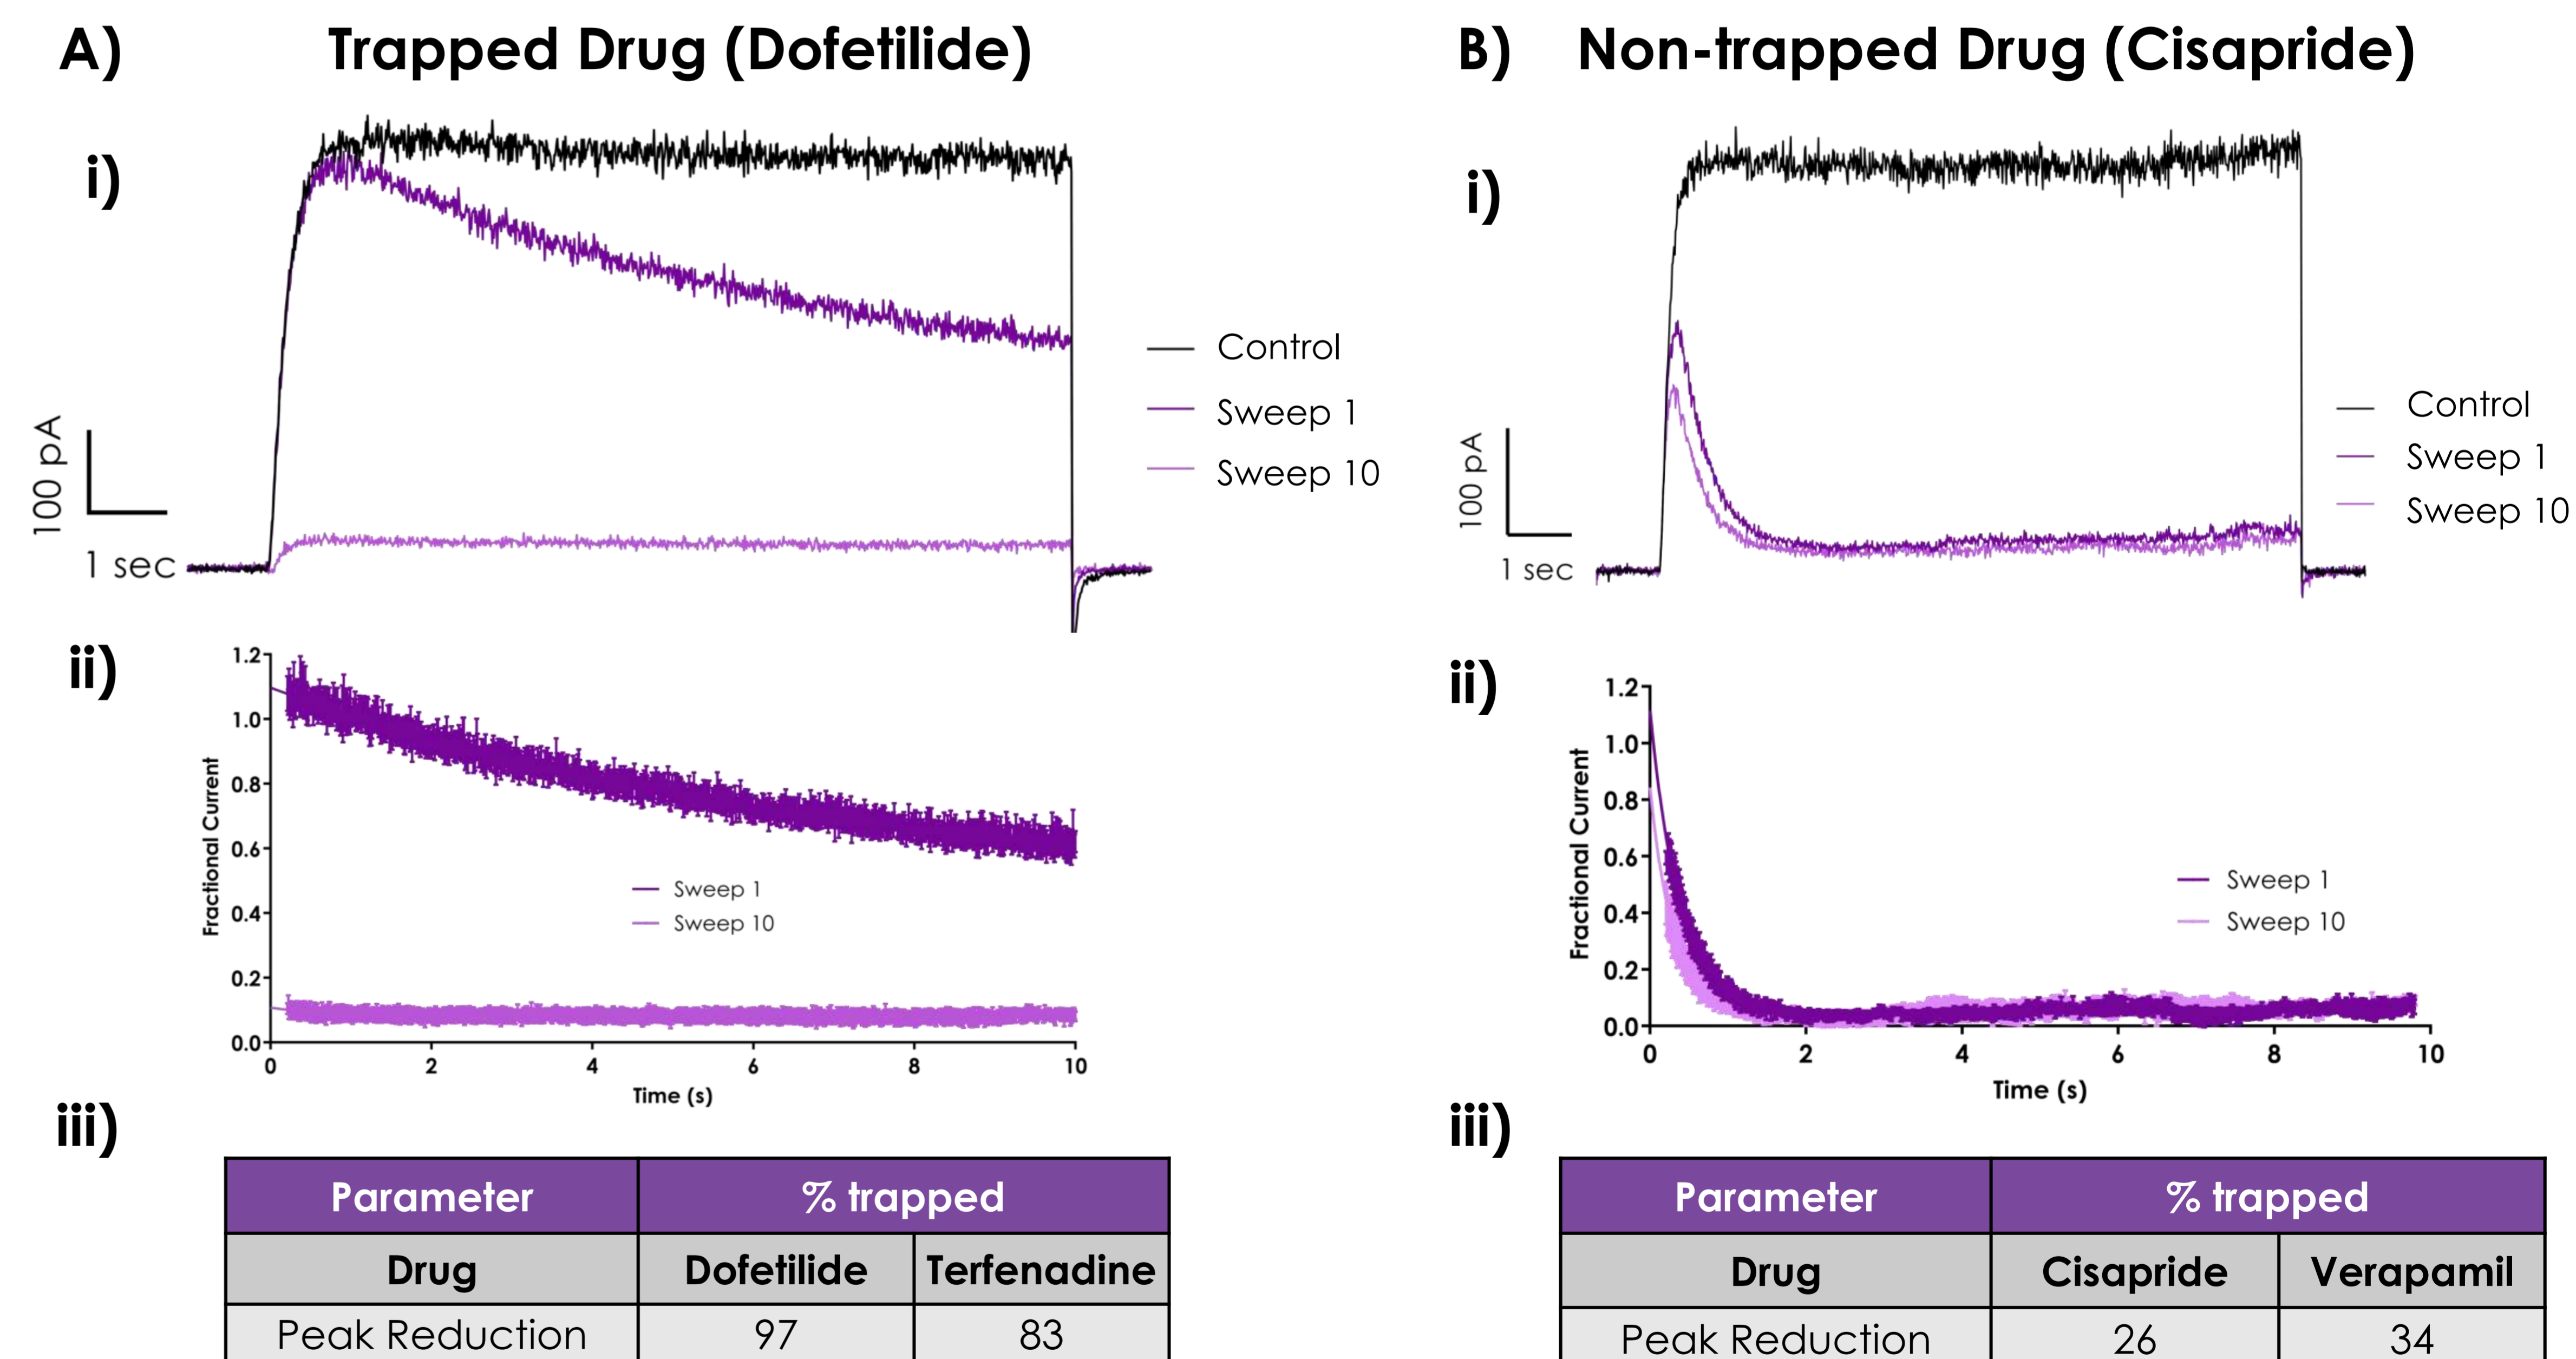 A) Trapped Drug (Dofetilide)
i)
Control
Sweep 1
Sweep 10
100 pA
1 sec
ii)
1.2
1.0
0.8
0.6
0.4
0.2
0.0
Fractional Current
Sweep 1
Sweep 10
0 2 4 6 8 10
Time (s)
iii)
Parameter % trapped
Drug Dofetilide Terfenadine
Peak Reduction 97 83
B) Non-trapped Drug (Cisapride)
i)
Control
Sweep 1
Sweep 10
100 pA
1 sec
ii)
1.2
1.0
0.8
0.6
0.4
0.2
0.0
Fractional Current
Sweep 1
Sweep 10
0 2 4 6 8 10
Time (s)
iii)
Parameter % trapped
Drug Cisapride Verapamil
Peak Reduction 26 34